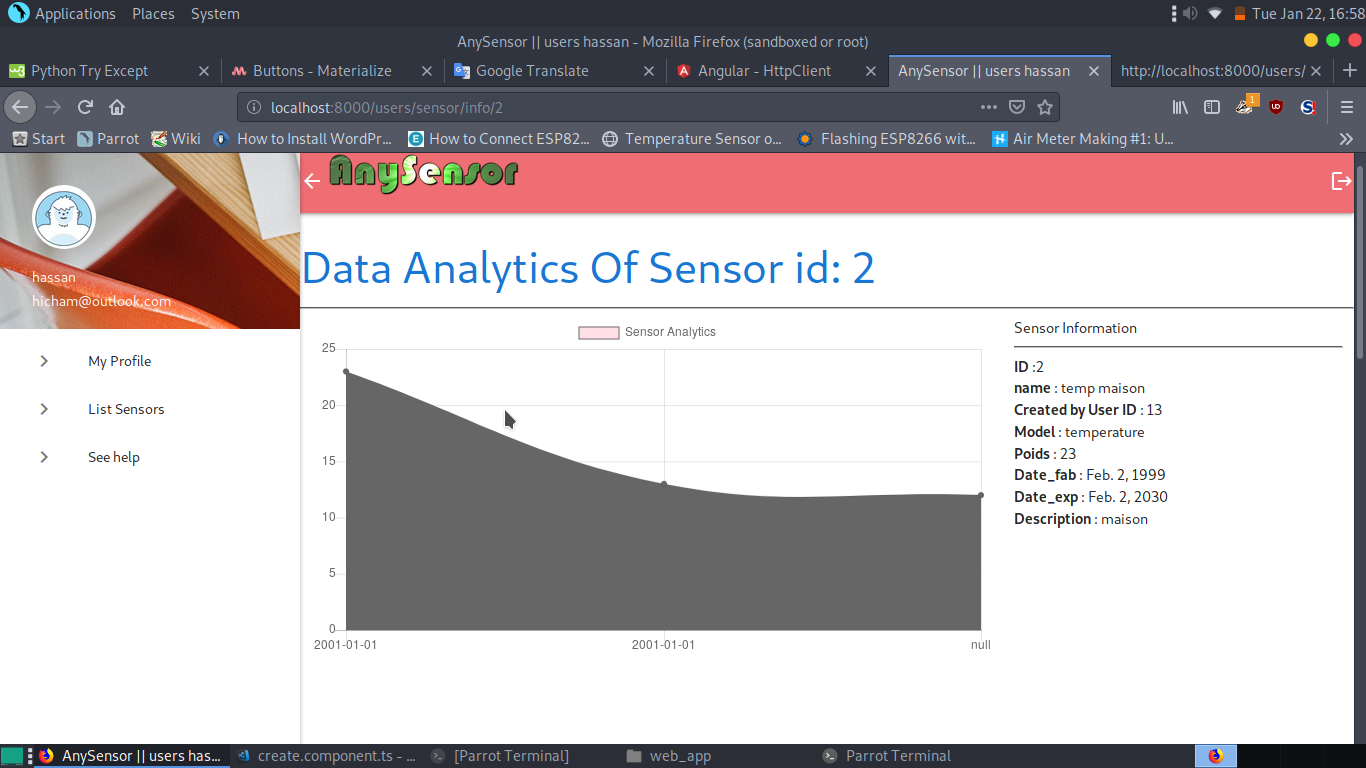 Applications Places System Tue Jan 22, 16:58
AnySensor || users hassan - Mozilla Firefox (sandboxed or root)
Python Try Except Buttons - Materialize Google Translate Angular - HttpClient AnySensor || users hassan http://localhost:8000/users/
localhost:8000/users/sensor/info/2 1
Start Parrot Wiki How to Install WordPr... How to Connect ESP82... Temperature Sensor o... Flashing ESP8266 wit... Air Meter Making #1: U...
AnySensor
hassan
hicham@outlook.com
My Profile
List Sensors
See help
Data Analytics Of Sensor id: 2
Sensor Analytics
25
20
15
10
5
0
2001-01-01 2001-01-01 null
Sensor Information
ID :2
name : temp maison
Created by User ID : 13
Model : temperature
Poids : 23
Date_fab : Feb. 2, 1999
Date_exp : Feb. 2, 2030
Description : maison
AnySensor || users has... create.component.ts - ... [Parrot Terminal] web_app Parrot Terminal